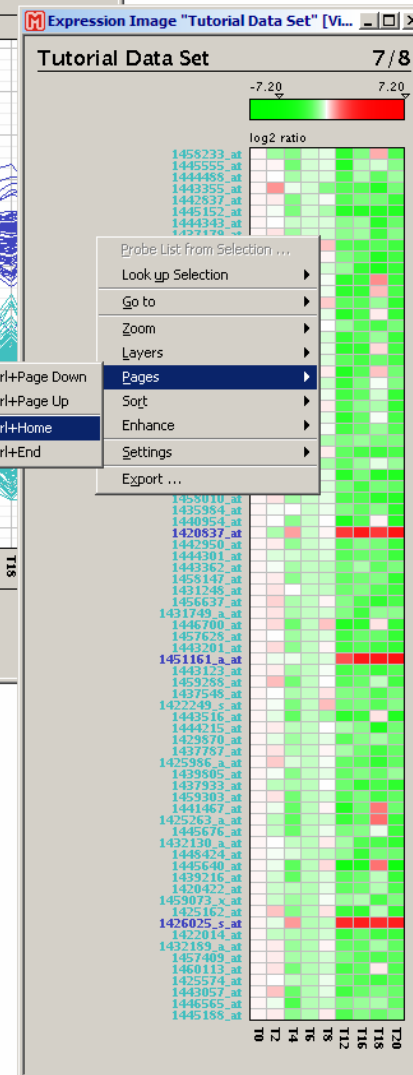 Expression Image "Tutorial Data Set" [Vi...
Tutorial Data Set 7/8
-7.20 7.20
log2 ratio
1458233_at
1445555_at
1444488_at
1443355_at
1442837_at
1445152_at
1444343_at
1437179_at
Probe List from Selection ...
Look up Selection
Go to
Zoom
Layers
Pages
Sort
Enhance
Settings
Export ...
rl+Page Down
rl+Page Up
rl+Home
rl+End
1458010_at
1435984_at
1440954_at
1420837_at
1442950_at
1444301_at
1443362_at
1458147_at
1431248_at
1456637_at
1431749_a_at
1446700_at
1457628_at
1443201_at
1451161_a_at
1443123_at
1459288_at
1437548_at
1422249_s_at
1443516_at
1444215_at
1429870_at
1437787_at
1425986_a_at
1439805_at
1437933_at
1459303_at
1441467_at
1425263_a_at
1445676_at
1432130_a_at
1448424_at
1445640_at
1439216_at
1420422_at
1459073_x_at
1425162_at
1426025_s_at
1422014_at
1432189_a_at
1457409_at
1460113_at
1425574_at
1443057_at
1446565_at
1445188_at
T0 T2 T4 T6 T8 T12 T16 T18 T20
T18